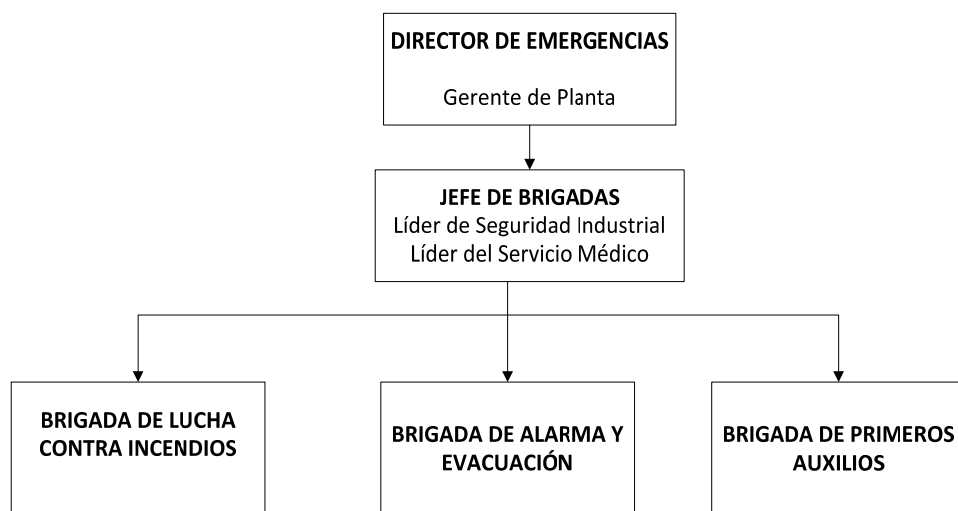 DIRECTOR DE EMERGENCIAS
Gerente de Planta
JEFE DE BRIGADAS
Líder de Seguridad Industrial
Líder del Servicio Médico
BRIGADA DE LUCHA
CONTRA INCENDIOS
BRIGADA DE ALARMA Y
EVACUACIÓN
BRIGADA DE PRIMEROS
AUXILIOS